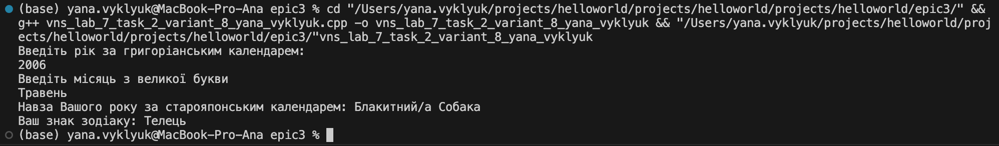 (base) yana.vyklyuk@MacBook-Pro-Ana epic3 % cd "/Users/yana.vyklyuk/projects/helloworld/projects/helloworld/projects/helloworld/epic3/" &&
g++ vns_lab_7_task_2_variant_8_yana_vyklyuk.cpp -o vns_lab_7_task_2_variant_8_yana_vyklyuk && "/Users/yana.vyklyuk/projects/helloworld/proj
ects/helloworld/projects/helloworld/epic3/"vns_lab_7_task_2_variant_8_yana_vyklyuk
Введіть рік за григоріанським календарем:
2006
Введіть місяць з великої букви
Травень
Навза Вашого року за старояпонським календарем: Блакитний/а Собака
Ваш знак зодіаку: Телець
(base) yana.vyklyuk@MacBook-Pro-Ana epic3 %